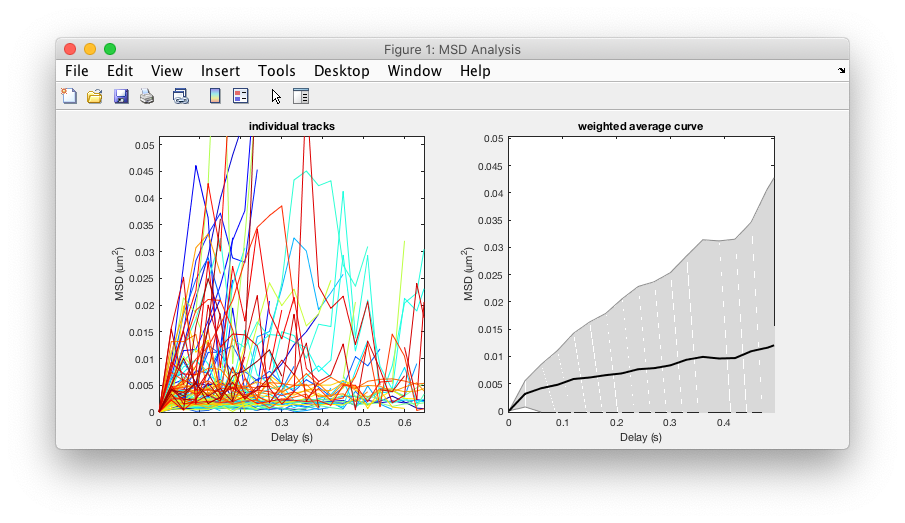 Figure 1: MSD Analysis
File Edit View Insert Tools Desktop Window Help
individual tracks
0.05
0.045
0.04
0.035
0.03
0.025
0.02
0.015
0.01
0.005
0
MSD (um²)
0 0.1 0.2 0.3 0.4 0.5 0.6
Delay (s)
weighted average curve
0.05
0.045
0.04
0.035
0.03
0.025
0.02
0.015
0.01
0.005
0
MSD (um²)
0 0.1 0.2 0.3 0.4
Delay (s)